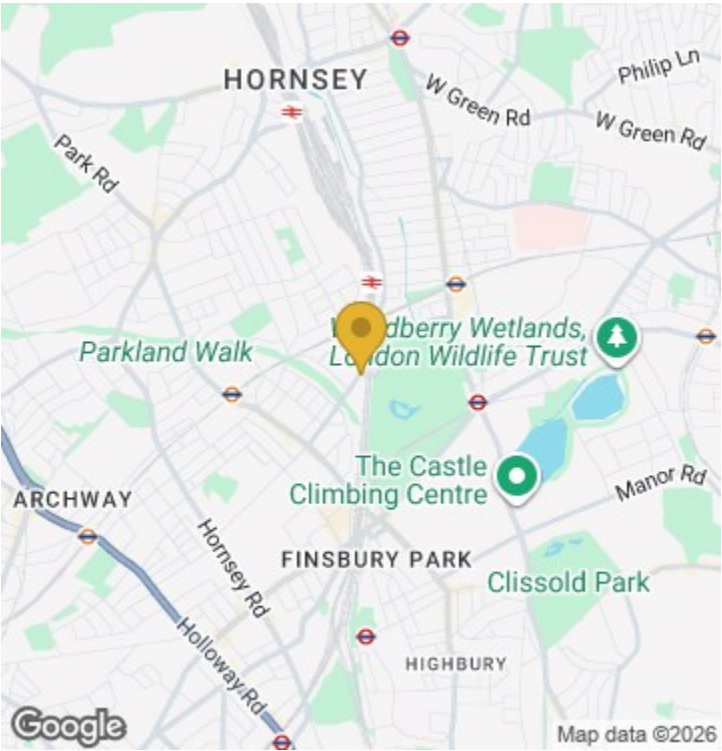 HORNSEY
Philip Ln
W Green Rd
W Green Rd
Park Rd
Parkland Walk
Wetlands,
London Wildlife Trust
The Castle
Climbing Centre
Manor Rd
ARCHWAY
Hornsey Rd
FINSBURY PARK
Clissold Park
Holloway Rd
HIGHBURY
Google
Map data ©2026